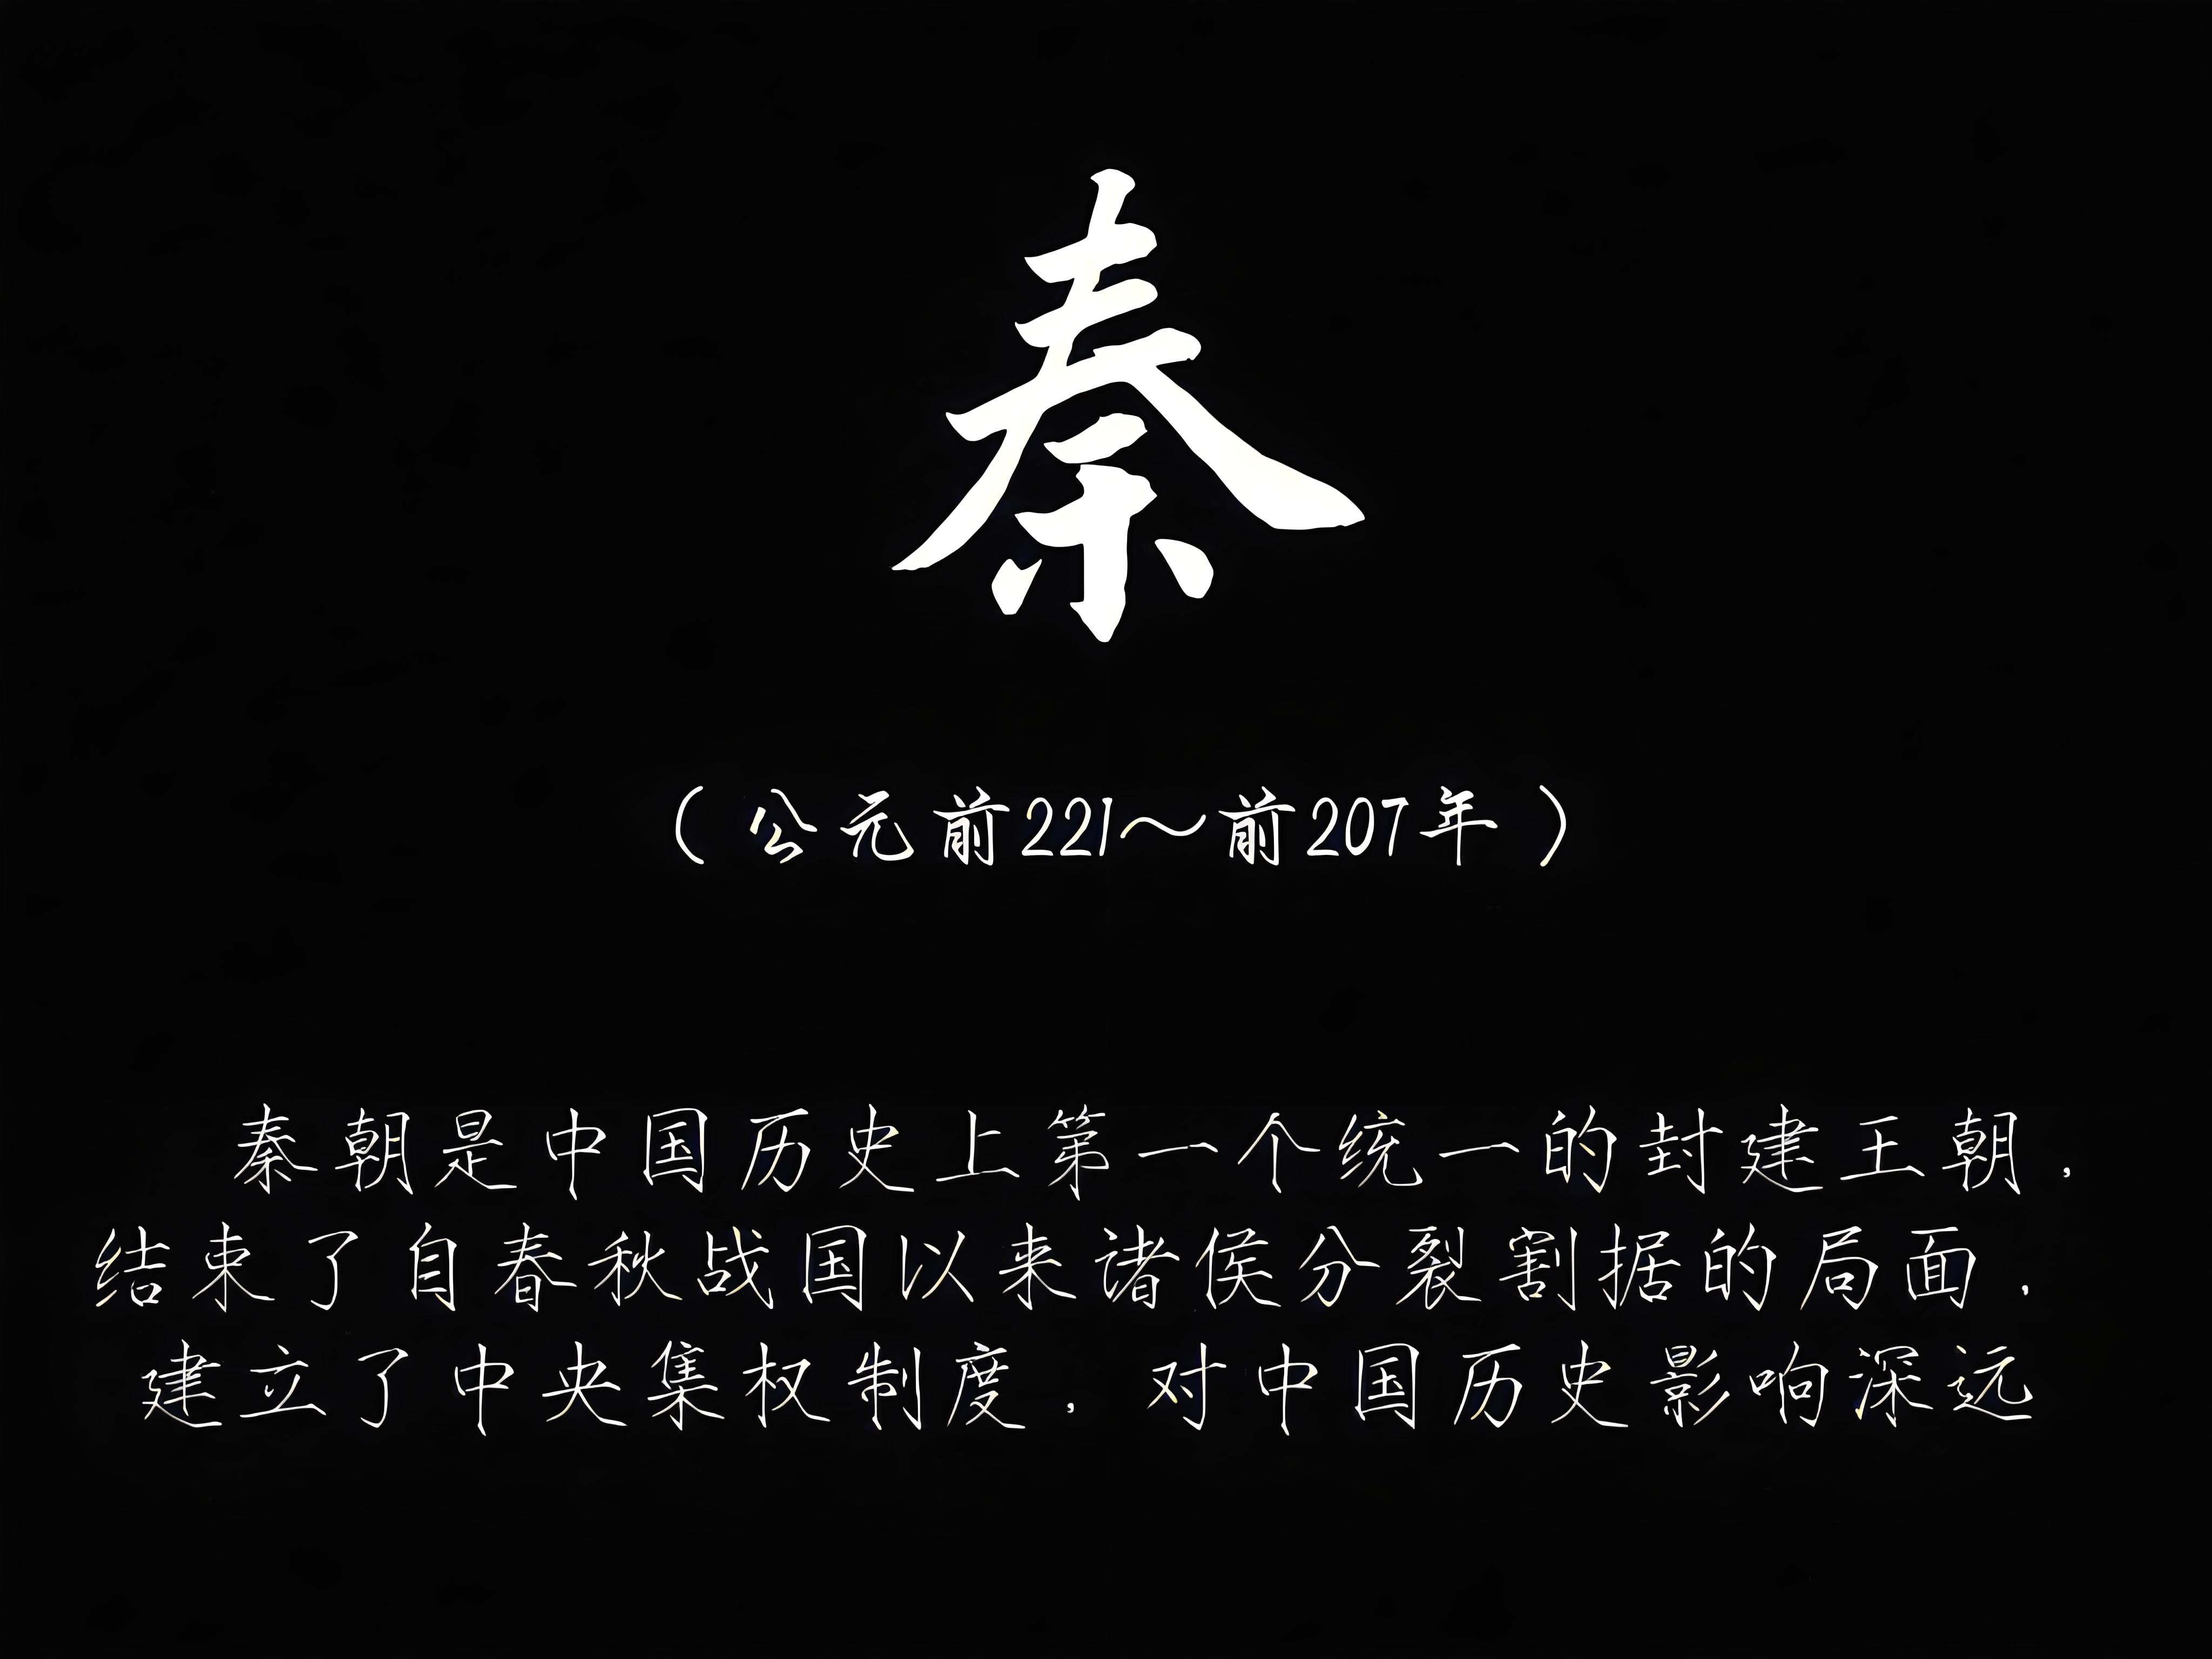 秦
（公元前221～前207年）
秦朝是中国历史上第一个统一的封建王朝，
结束了自春秋战国以来诸侯分裂割据的局面，
建立了中央集权制度，对中国历史影响深远